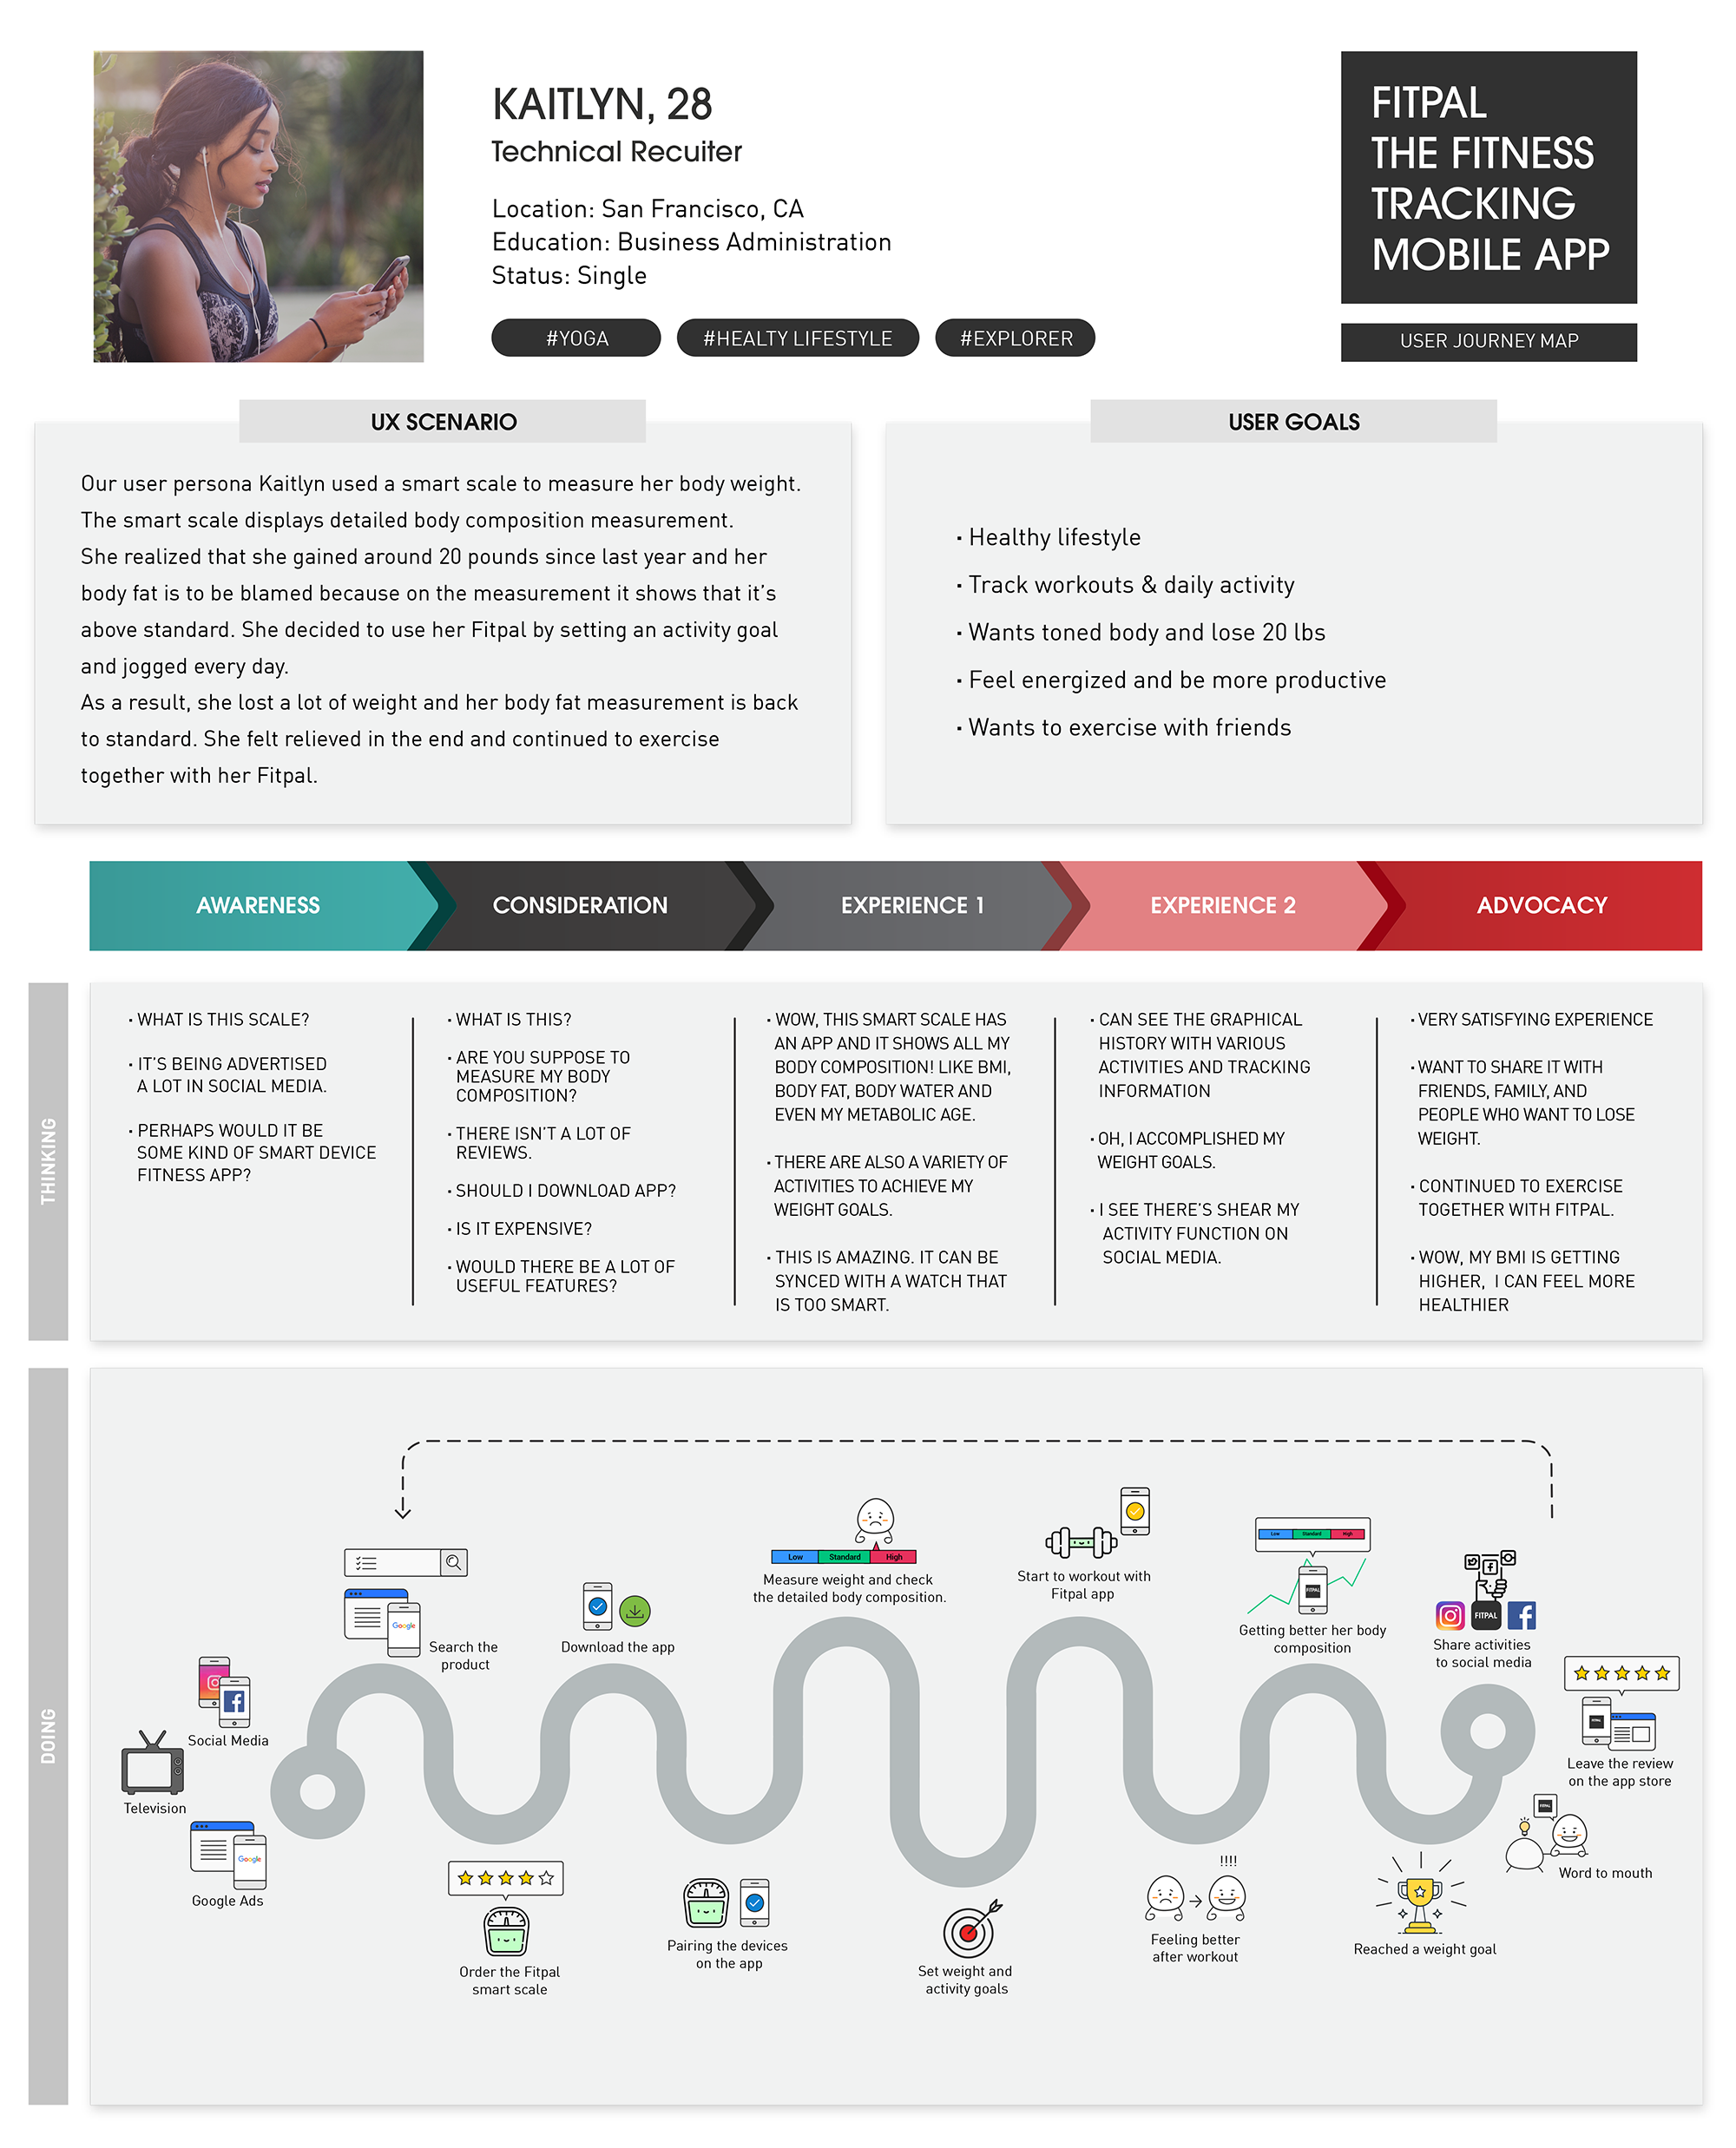 KAITLYN, 28
Technical Recuiter
Location: San Francisco, CA
Education: Business Administration
Status: Single
#YOGA
#HEALTY LIFESTYLE
#EXPLORER
FITPAL
THE FITNESS
TRACKING
MOBILE APP
USER JOURNEY MAP
UX SCENARIO
Our user persona Kaitlyn used a smart scale to measure her body weight.
The smart scale displays detailed body composition measurement.
She realized that she gained around 20 pounds since last year and her
body fat is to be blamed because on the measurement it shows that it's
above standard. She decided to use her Fitpal by setting an activity goal
and jogged every day.
As a result, she lost a lot of weight and her body fat measurement is back
to standard. She felt relieved in the end and continued to exercise
together with her Fitpal.
USER GOALS
· Healthy lifestyle
· Track workouts & daily activity
· Wants toned body and lose 20 lbs
· Feel energized and be more productive
· Wants to exercise with friends
AWARENESS
CONSIDERATION
EXPERIENCE 1
EXPERIENCE 2
ADVOCACY
THINKING
· WHAT IS THIS SCALE?
· IT'S BEING ADVERTISED
A LOT IN SOCIAL MEDIA.
· PERHAPS WOULD IT BE
SOME KIND OF SMART DEVICE
FITNESS APP?
· WHAT IS THIS?
· ARE YOU SUPPOSE TO
MEASURE MY BODY
COMPOSITION?
· THERE ISN'T A LOT OF
REVIEWS.
· SHOULD I DOWNLOAD APP?
· IS IT EXPENSIVE?
· WOULD THERE BE A LOT OF
USEFUL FEATURES?
· WOW, THIS SMART SCALE HAS
AN APP AND IT SHOWS ALL MY
BODY COMPOSITION! LIKE BMI,
BODY FAT, BODY WATER AND
EVEN MY METABOLIC AGE.
· THERE ARE ALSO A VARIETY OF
ACTIVITIES TO ACHIEVE MY
WEIGHT GOALS.
· THIS IS AMAZING. IT CAN BE
SYNCED WITH A WATCH THAT
IS TOO SMART.
· CAN SEE THE GRAPHICAL
HISTORY WITH VARIOUS
ACTIVITIES AND TRACKING
INFORMATION
· OH, I ACCOMPLISHED MY
WEIGHT GOALS.
· I SEE THERE'S SHEAR MY
ACTIVITY FUNCTION ON
SOCIAL MEDIA.
· VERY SATISFYING EXPERIENCE
· WANT TO SHARE IT WITH
FRIENDS, FAMILY, AND
PEOPLE WHO WANT TO LOSE
WEIGHT.
· CONTINUED TO EXERCISE
TOGETHER WITH FITPAL.
· WOW, MY BMI IS GETTING
HIGHER, I CAN FEEL MORE
HEALTHIER
DOING
Social Media
Television
Google
Google Ads
Google
Search the
product
Order the Fitpal
smart scale
Download the app
Pairing the devices
on the app
Low Standard High
Measure weight and check
the detailed body composition.
Set weight and
activity goals
Start to workout with
Fitpal app
!!!!
Feeling better
after workout
Low Standard High
FITPAL
Getting better her body
composition
Reached a weight goal
FITPAL
Share activities
to social media
FITPAL
Leave the review
on the app store
FITPAL
Word to mouth